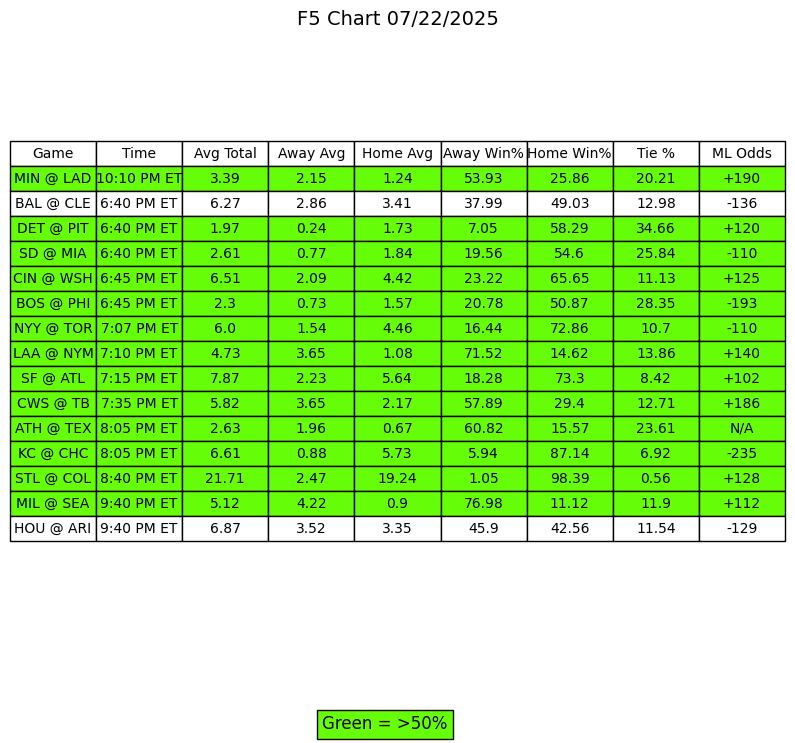 F5 Chart 07/22/2025
Game Time Avg Total Away Avg Home Avg Away Win% Home Win% Tie % ML Odds
MIN @ LAD 10:10 PM ET 3.39 2.15 1.24 53.93 25.86 20.21 +190
BAL @ CLE 6:40 PM ET 6.27 2.86 3.41 37.99 49.03 12.98 -136
DET @ PIT 6:40 PM ET 1.97 0.24 1.73 7.05 58.29 34.66 +120
SD @ MIA 6:40 PM ET 2.61 0.77 1.84 19.56 54.6 25.84 -110
CIN @ WSH 6:45 PM ET 6.51 2.09 4.42 23.22 65.65 11.13 +125
BOS @ PHI 6:45 PM ET 2.3 0.73 1.57 20.78 50.87 28.35 -193
NYY @ TOR 7:07 PM ET 6.0 1.54 4.46 16.44 72.86 10.7 -110
LAA @ NYM 7:10 PM ET 4.73 3.65 1.08 71.52 14.62 13.86 +140
SF @ ATL 7:15 PM ET 7.87 2.23 5.64 18.28 73.3 8.42 +102
CWS @ TB 7:35 PM ET 5.82 3.65 2.17 57.89 29.4 12.71 +186
ATH @ TEX 8:05 PM ET 2.63 1.96 0.67 60.82 15.57 23.61 N/A
KC @ CHC 8:05 PM ET 6.61 0.88 5.73 5.94 87.14 6.92 -235
STL @ COL 8:40 PM ET 21.71 2.47 19.24 1.05 98.39 0.56 +128
MIL @ SEA 9:40 PM ET 5.12 4.22 0.9 76.98 11.12 11.9 +112
HOU @ ARI 9:40 PM ET 6.87 3.52 3.35 45.9 42.56 11.54 -129
Green = >50%